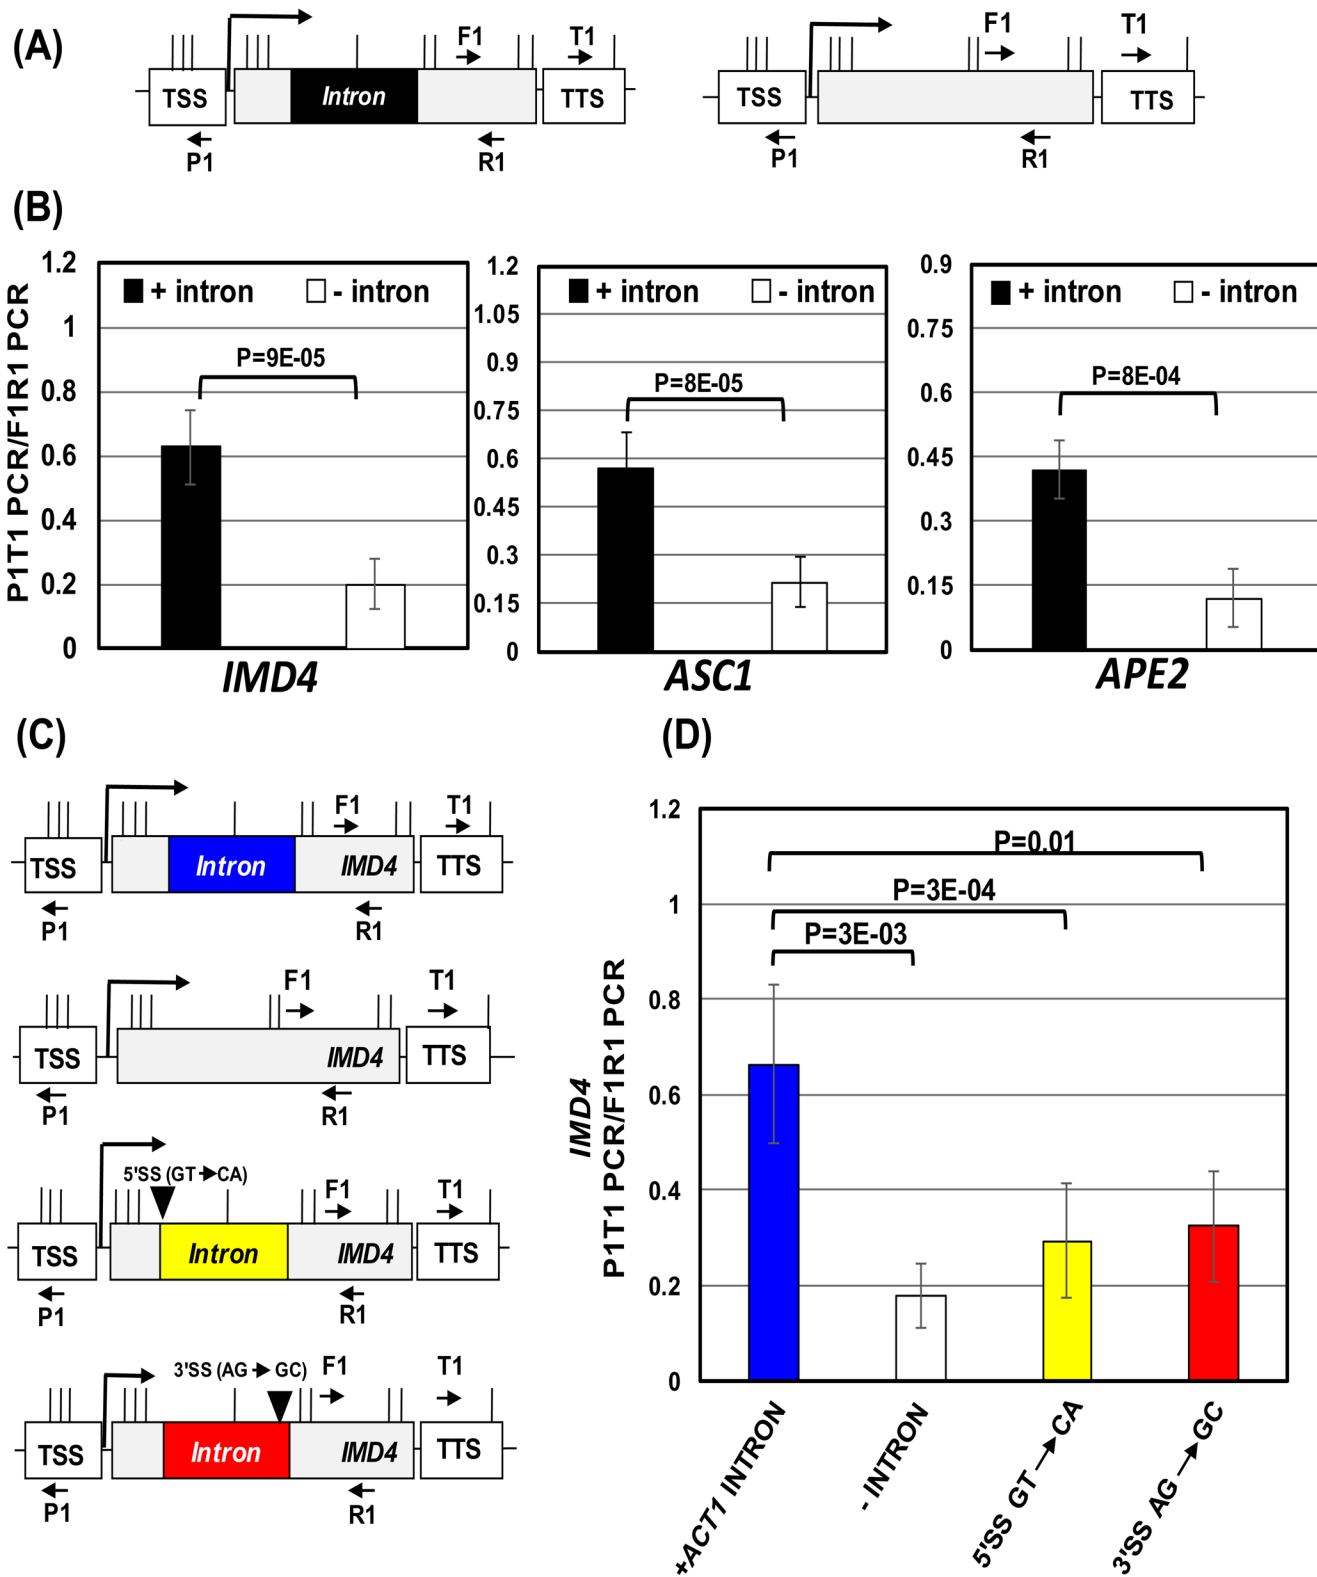 (A)
F1 T1 F1 T1
TSS Intron TTS TSS TTS
P1 R1 P1 R1
(B)
P1T1 PCR/F1R1 PCR
1.2
1
0.8
0.6
0.4
0.2
0
+ intron - intron
P=9E-05
IMD4
1.2
1.05
0.9
0.75
0.6
0.45
0.3
0.15
0
+ intron - intron
P=8E-05
ASC1
0.9
0.75
0.6
0.45
0.3
0.15
0
+ intron - intron
P=8E-04
APE2
(C)
F1 T1
TSS Intron IMD4 TTS
P1 R1
F1 T1
TSS IMD4 TTS
P1 R1
5'SS (GT→CA)
F1 T1
TSS Intron IMD4 TTS
P1 R1
3'SS (AG→GC) F1 T1
TSS Intron IMD4 TTS
P1 R1
(D)
IMD4
P1T1 PCR/F1R1 PCR
1.2
1
0.8
0.6
0.4
0.2
0
P=0.01
P=3E-04
P=3E-03
+ACT1 INTRON
- INTRON
5'SS GT→CA
3'SS AG→GC